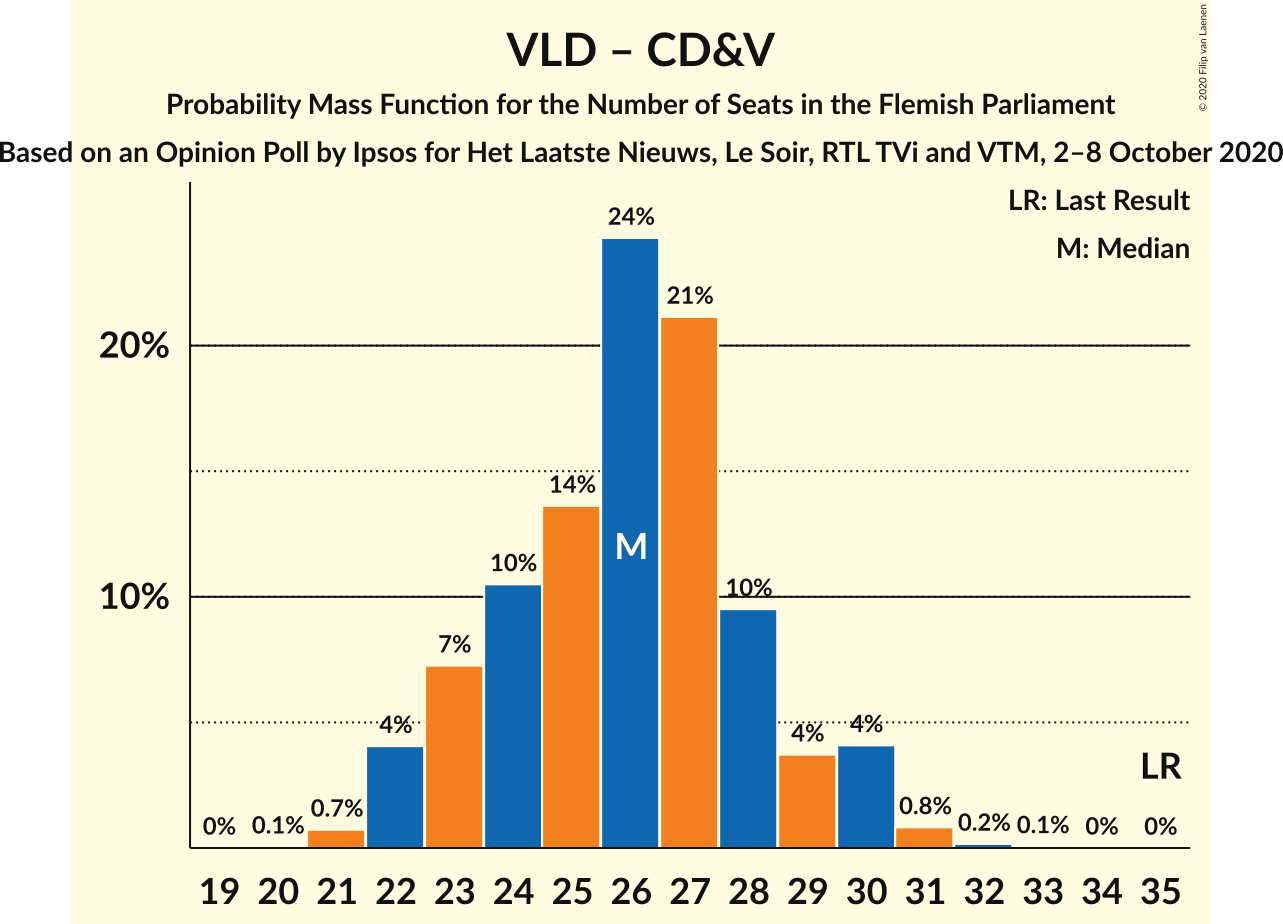 VLD – CD&V
Probability Mass Function for the Number of Seats in the Flemish Parliament
Based on an Opinion Poll by Ipsos for Het Laatste Nieuws, Le Soir, RTL TVi and VTM, 2–8 October 2020
© 2020 Filip van Laenen
LR: Last Result
M: Median
24%
21%
20%
14%
M
10%
10%
10%
7%
4%
4%
4%
LR
0%
0.1%
0.7%
0.8%
0.2%
0.1%
0%
0%
19 20 21 22 23 24 25 26 27 28 29 30 31 32 33 34 35